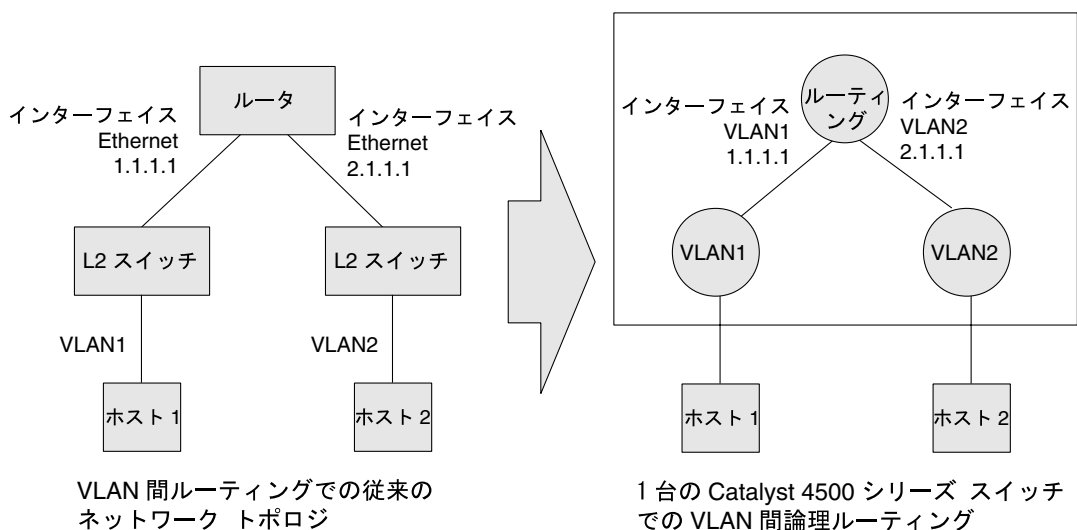 ルータ
インターフェイス
Ethernet
1.1.1.1
インターフェイス
Ethernet
2.1.1.1
L2 スイッチ
L2 スイッチ
VLAN1
VLAN2
ホスト 1
ホスト 2
VLAN 間ルーティングでの従来の
ネットワーク トポロジ
ルーティ
ング
インターフェイス
VLAN1
1.1.1.1
インターフェイス
VLAN2
2.1.1.1
VLAN1
VLAN2
ホスト 1
ホスト 2
1 台の Catalyst 4500 シリーズ スイッチ
での VLAN 間論理ルーティング